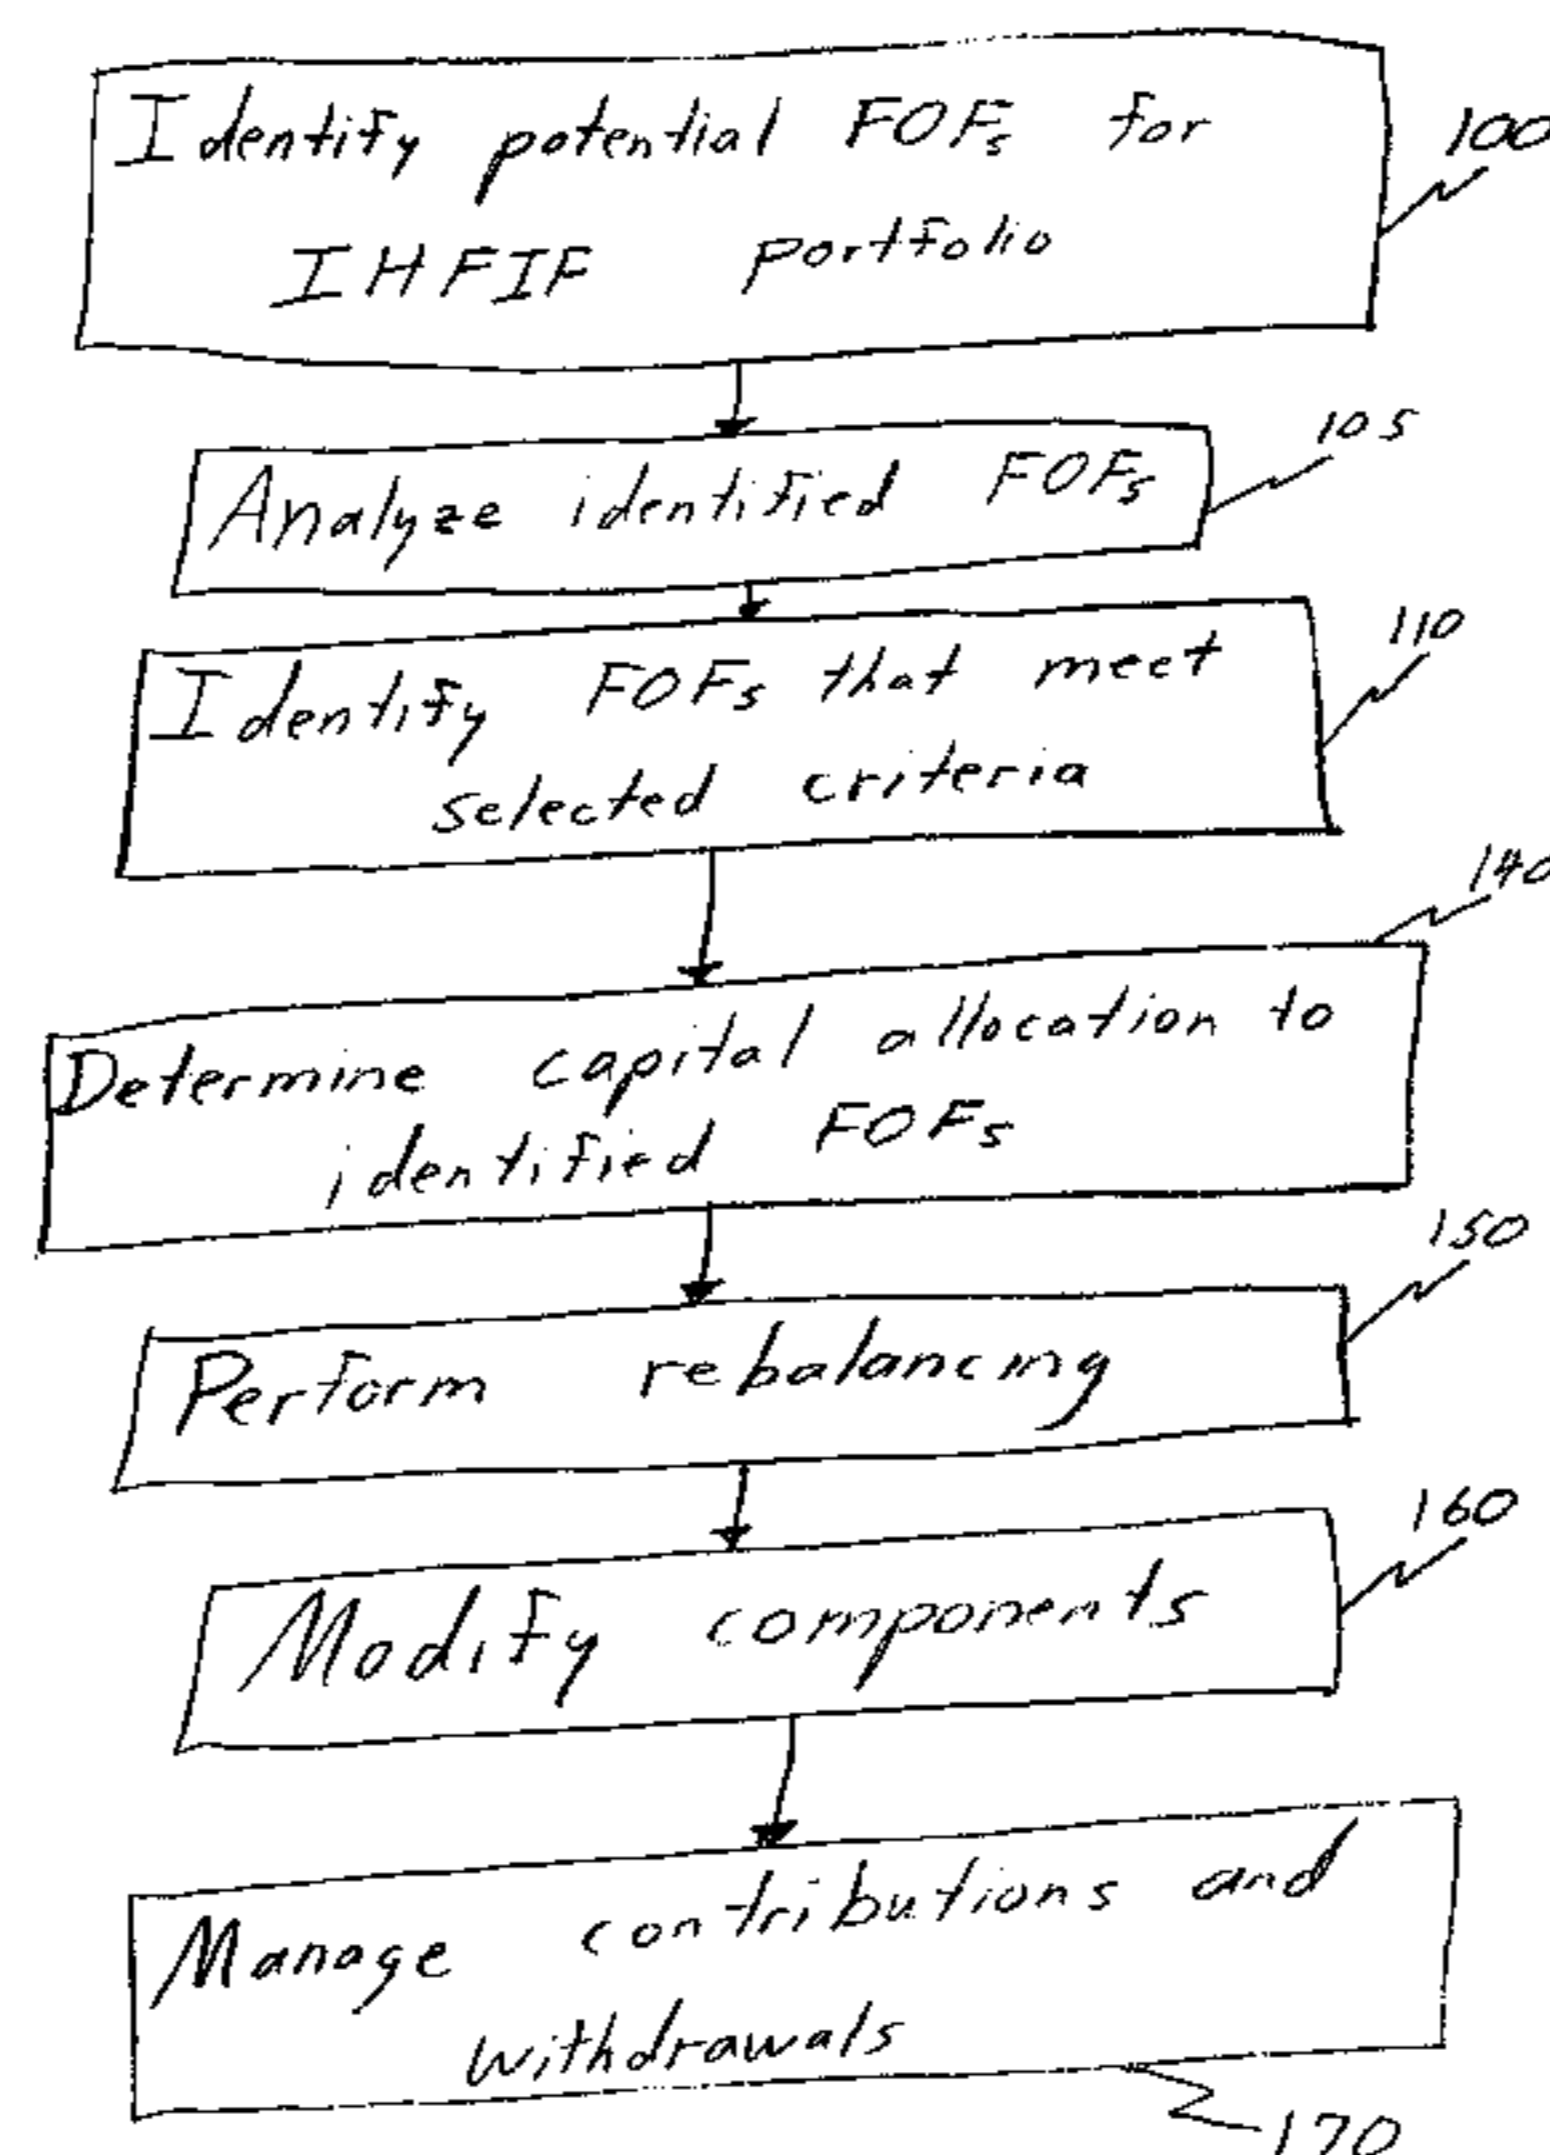 Identify potential FOFs for
IHFIF portfolio
100
Analyze identified FOFs
105
Identify FOFs that meet
selected criteria
110
140
Determine capital allocation to
identified FOFs
150
Perform rebalancing
160
Modify components
Manage contributions and
withdrawals
170